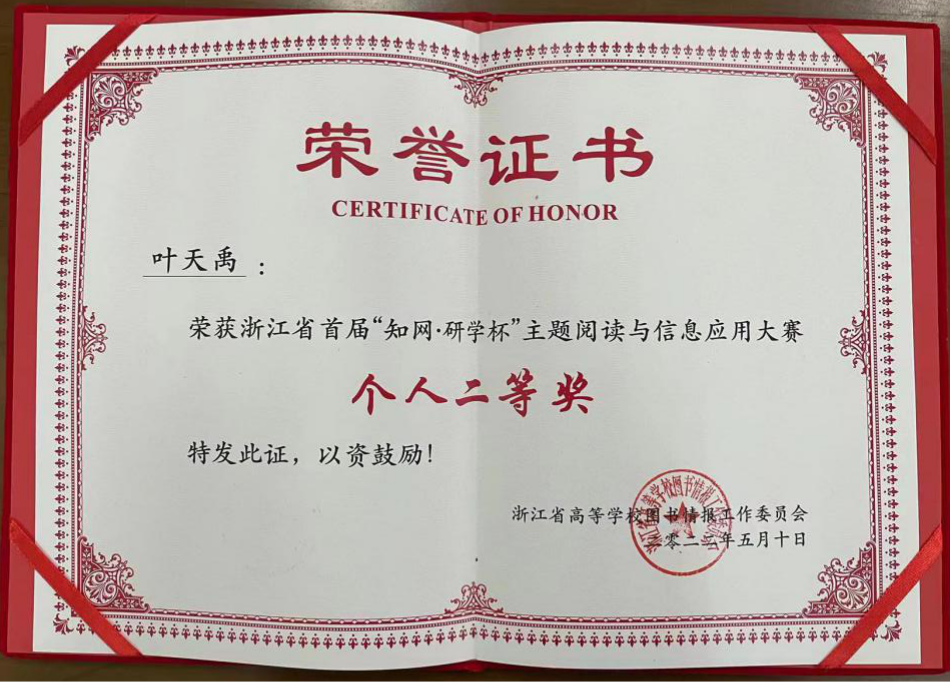 荣誉证书
CERTIFICATE OF HONOR
叶天禹：
荣获浙江省首届“知网·研学杯”主题阅读与信息应用大赛
个人二等奖
特发此证，以资鼓励！
浙江省高等学校图书情报工作委员会
二〇二二年五月十日